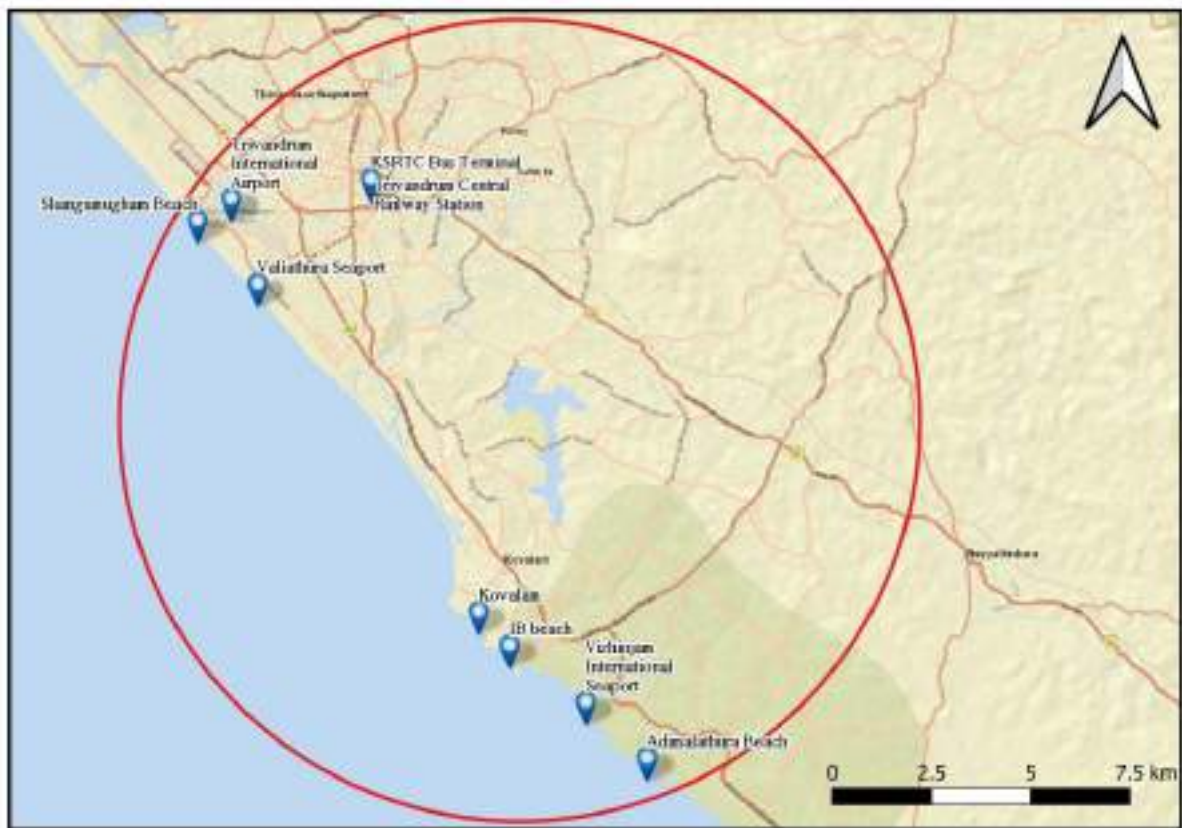 Trivandrum
International
Airport
KSRTC Bus Terminal
Trivandrum Central
Railway Station
Shangumugham Beach
Valiathura Seaport
Kovalam
Kovalam
IB beach
Vizhinjam
International
Seaport
Adimalathura Beach
0 2.5 5 7.5 km